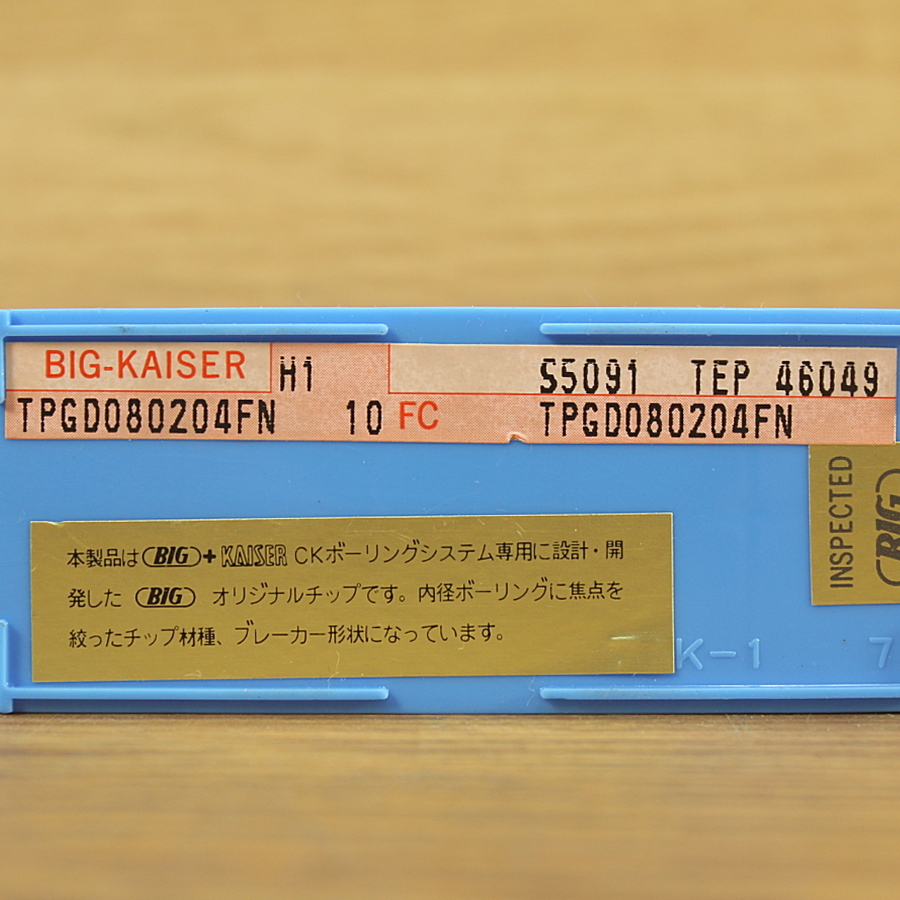 BIG-KAISER H1 S5091 TEP 46049
TPGD080204FN 10 FC TPGD080204FN
INSPECTED
BIG
本製品はBIG+KAISER CKボーリングシステム専用に設計・開
発した BIG オリジナルチップです。内径ボーリングに焦点を
絞ったチップ材種、ブレーカー形状になっています。
K-1 7